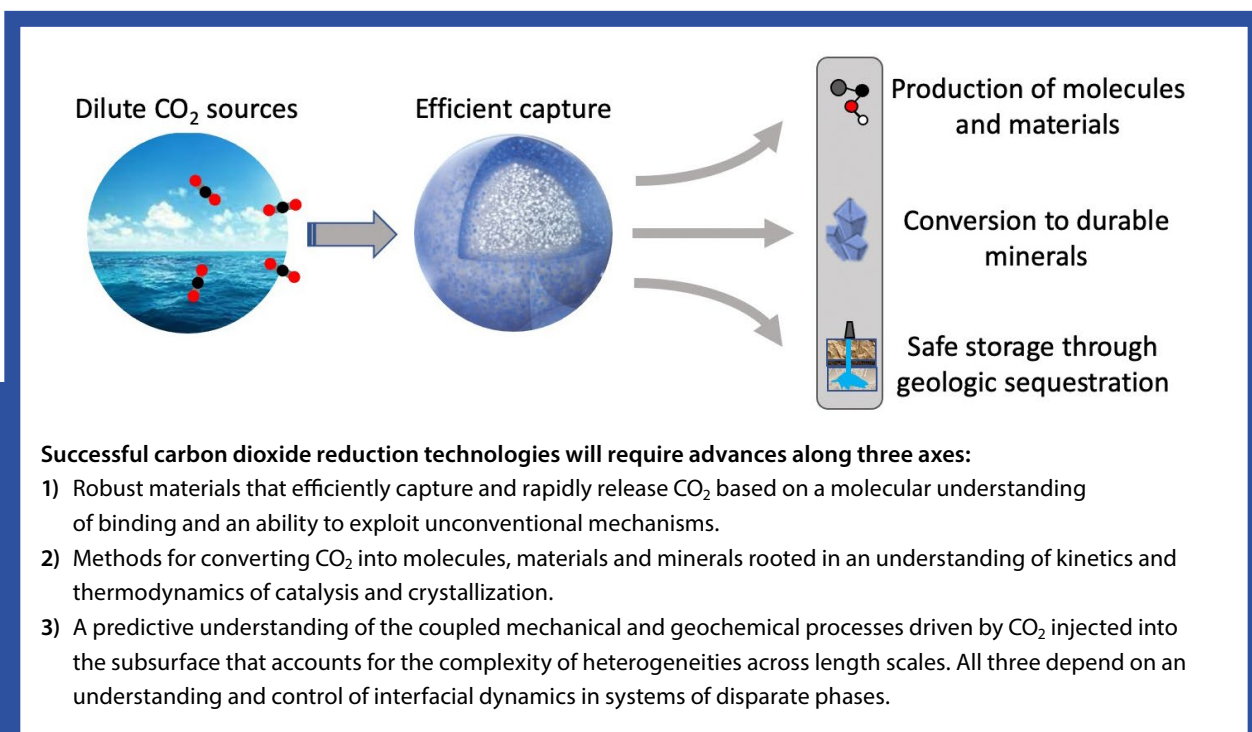 Dilute CO₂ sources
Efficient capture
Production of molecules
and materials
Conversion to durable
minerals
Safe storage through
geologic sequestration
Successful carbon dioxide reduction technologies will require advances along three axes:
1) Robust materials that efficiently capture and rapidly release CO₂ based on a molecular understanding
of binding and an ability to exploit unconventional mechanisms.
2) Methods for converting CO₂ into molecules, materials and minerals rooted in an understanding of kinetics and
thermodynamics of catalysis and crystallization.
3) A predictive understanding of the coupled mechanical and geochemical processes driven by CO₂ injected into
the subsurface that accounts for the complexity of heterogeneities across length scales. All three depend on an
understanding and control of interfacial dynamics in systems of disparate phases.